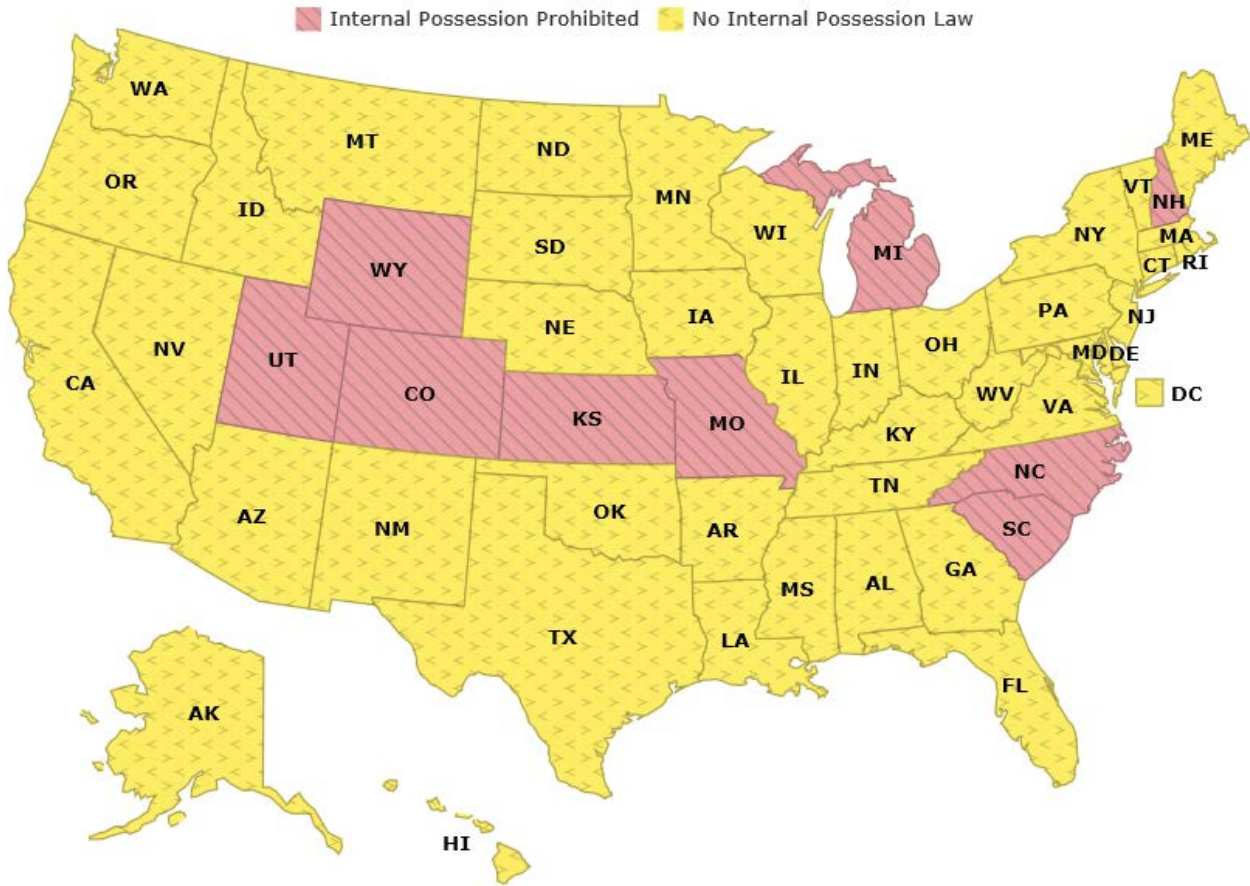 Internal Possession Prohibited No Internal Possession Law
WA
MT
ND
MN
ME
OR
ID
SD
WI
MI
VT
NH
NY
MA
CT
RI
WY
NE
IA
PA
NJ
NV
UT
CO
KS
MO
IL
IN
OH
MD
DE
CA
WV
VA
DC
KY
NC
AZ
NM
OK
AR
TN
SC
MS
AL
GA
TX
LA
FL
AK
HI